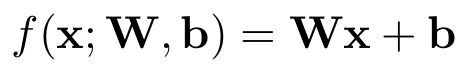 f(x; W, b) = Wx + b